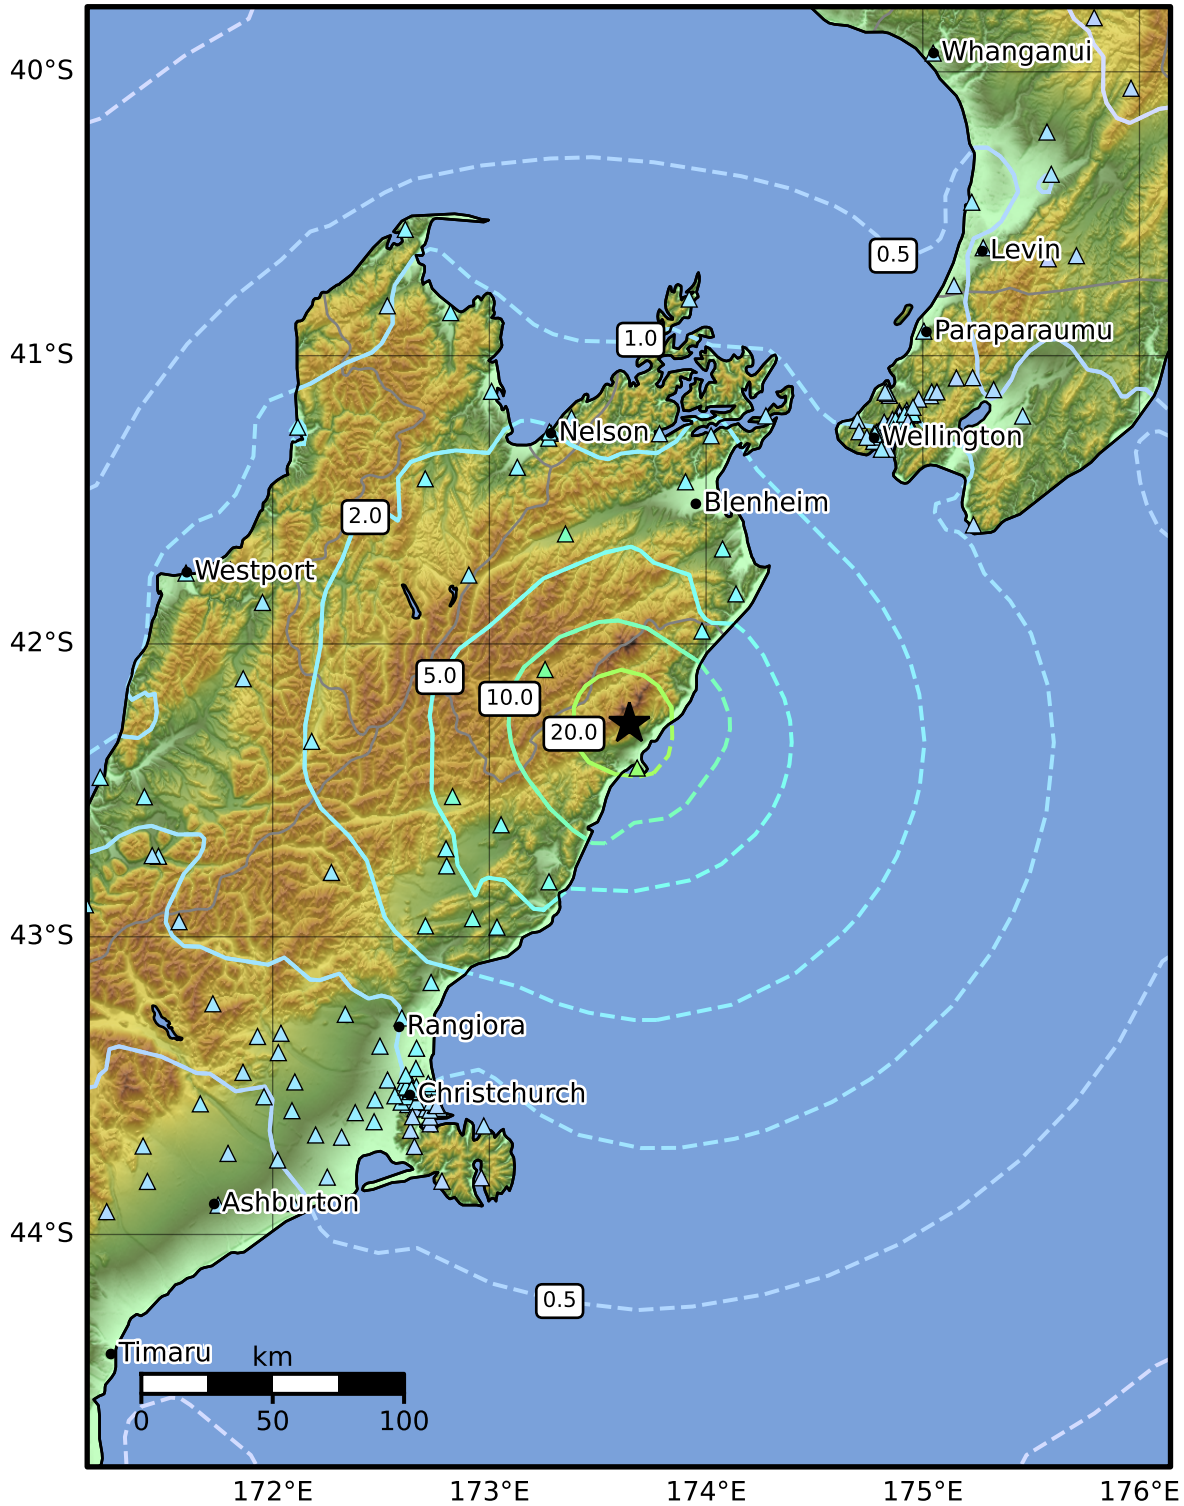 Whanganui
40°S
0.5
Levin
Paraparaumu
1.0
41°S
Nelson
Wellington
Blenheim
2.0
Westport
42°S
5.0
10.0
20.0
43°S
Rangiora
Christchurch
Ashburton
44°S
0.5
Timaru
km
0 50 100
172°E 173°E 174°E 175°E 176°E